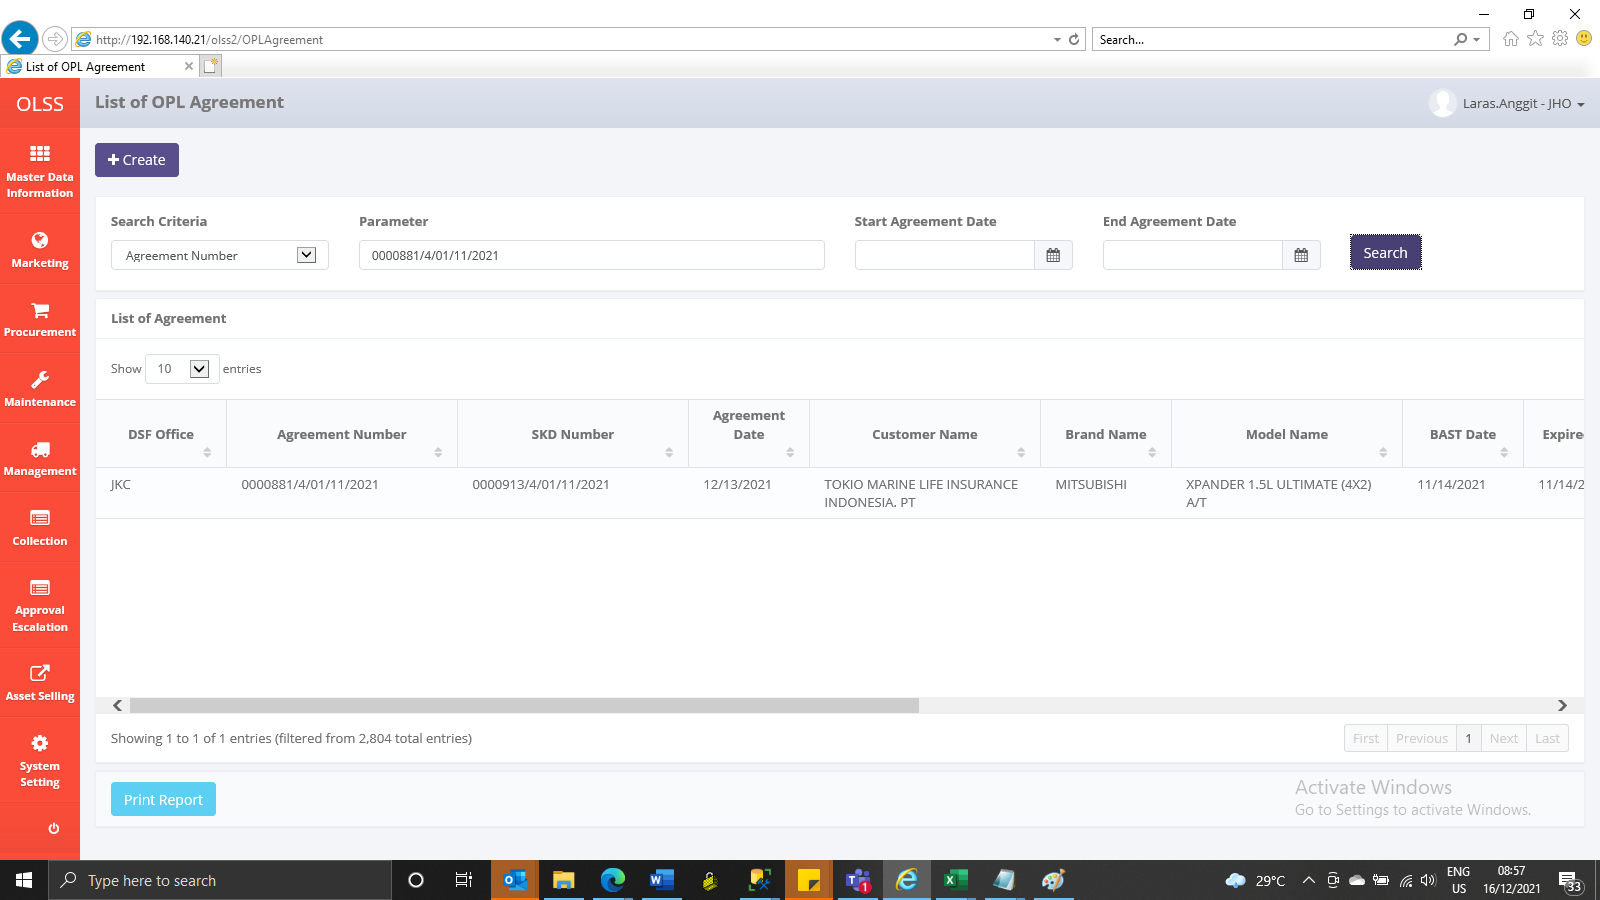 http://192.168.140.21/olss2/OPLAgreement
Search...
List of OPL Agreement
OLSS
List of OPL Agreement
Laras.Anggit - JHO
Master Data
Information
Marketing
Procurement
Maintenance
Management
Collection
Approval
Escalation
Asset Selling
System
Setting
Create
Search Criteria
Parameter
Start Agreement Date
End Agreement Date
Agreement Number
0000881/4/01/11/2021
Search
List of Agreement
Show 10 entries
DSF Office
Agreement Number
SKD Number
Agreement
Date
Customer Name
Brand Name
Model Name
BAST Date
Expire
JKC
0000881/4/01/11/2021
0000913/4/01/11/2021
12/13/2021
TOKIO MARINE LIFE INSURANCE
INDONESIA. PT
MITSUBISHI
XPANDER 1.5L ULTIMATE (4X2)
A/T
11/14/2021
11/14/2
Showing 1 to 1 of 1 entries (filtered from 2,804 total entries)
First Previous 1 Next Last
Print Report
Activate Windows
Go to Settings to activate Windows.
Type here to search
1
29°C
ENG
US
08:57
16/12/2021
33